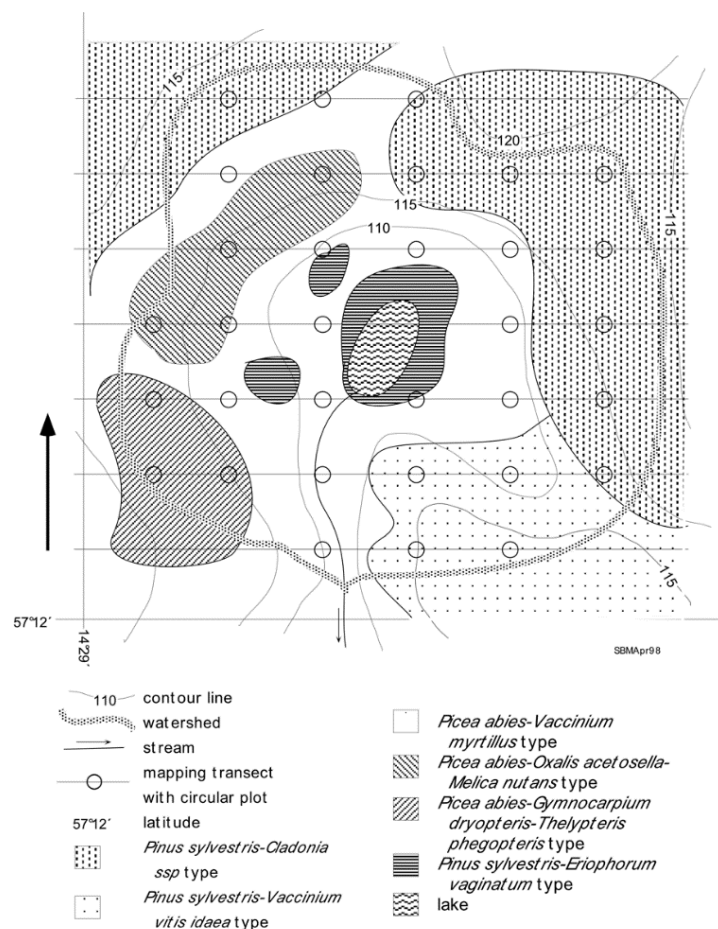 115
120
115
110
115
115
57°12´
14°29´
SBMApr98
110 contour line
watershed
stream
mapping transect
with circular plot
57°12´ latitude
Pinus sylvestris-Cladonia
ssp type
Pinus sylvestris-Vaccinium
vitis idaea type
Picea abies-Vaccinium
myrtillus type
Picea abies-Oxalis acetosella-
Melica nutans type
Picea abies-Gymnocarpium
dryopteris-Thelypteris
phegopteris type
Pinus sylvestris-Eriophorum
vaginatum type
lake